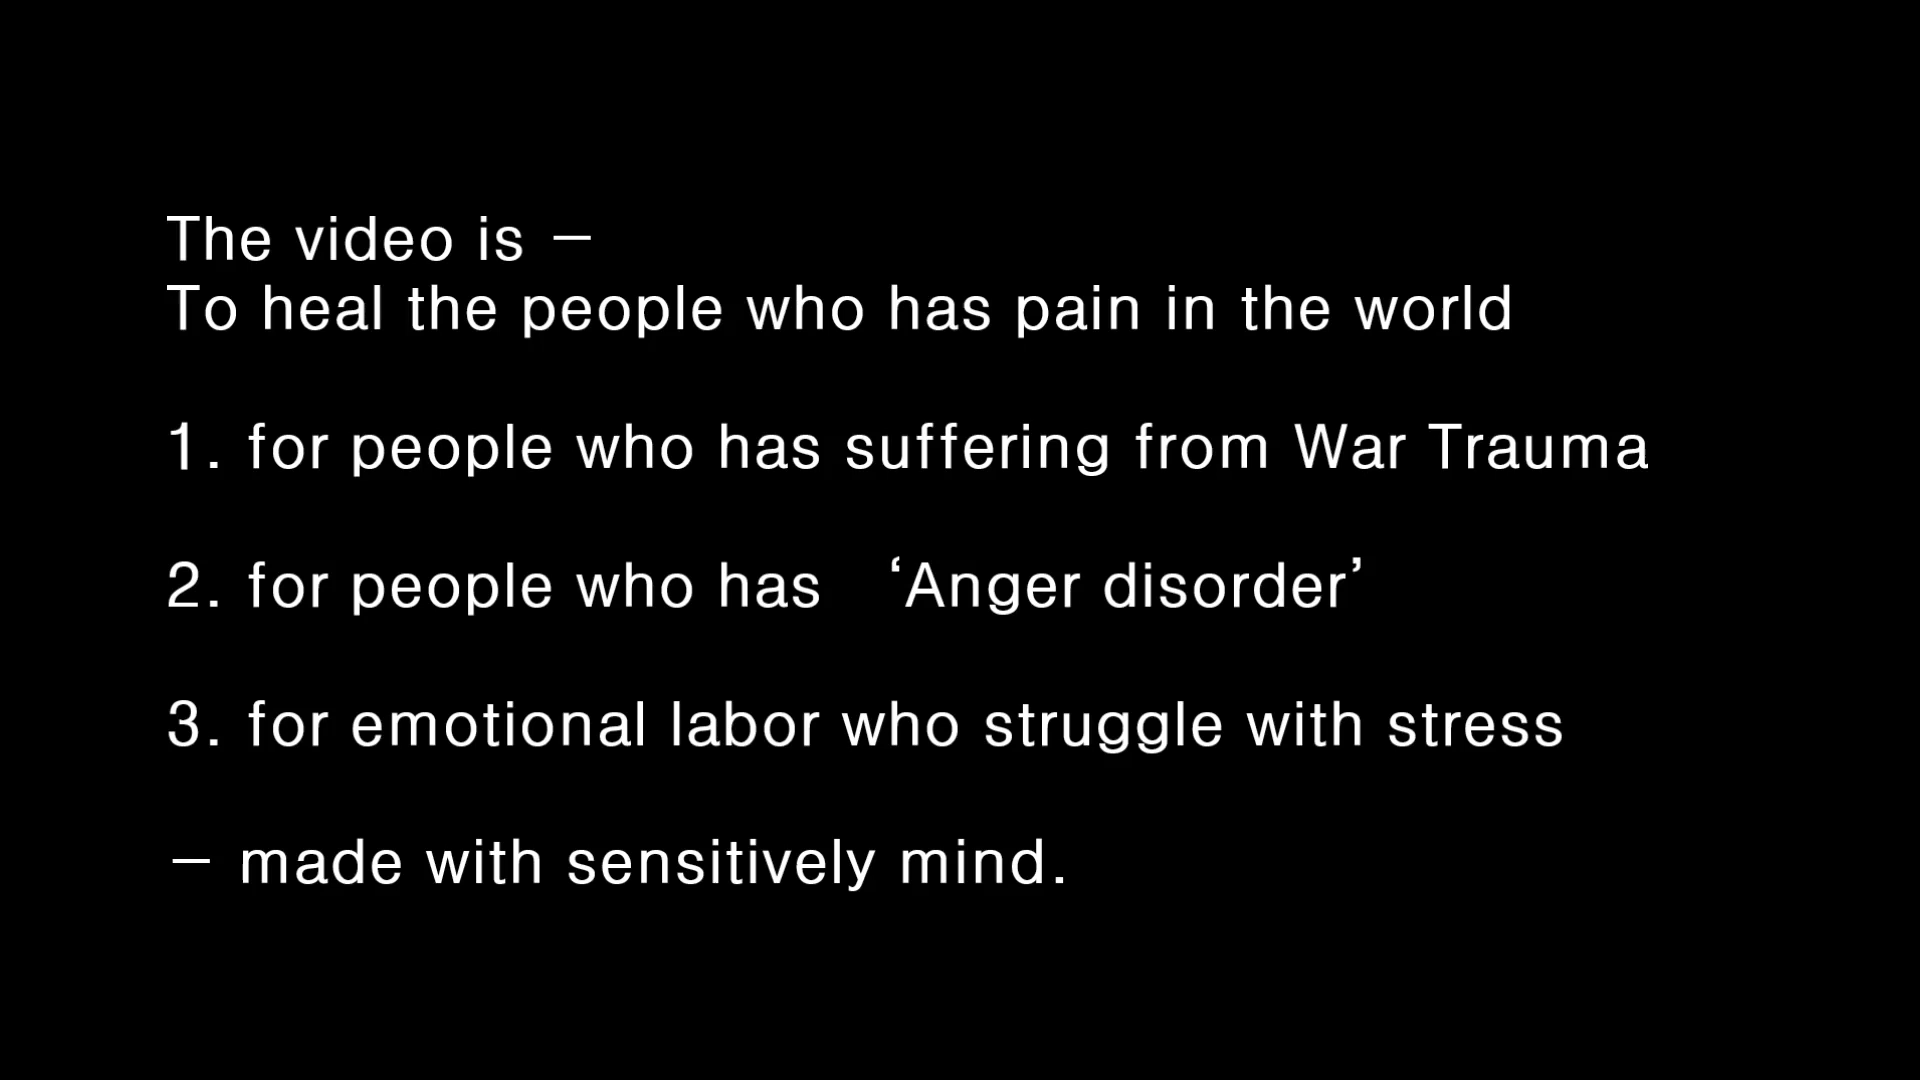 The video is –
To heal the people who has pain in the world
1. for people who has suffering from War Trauma
2. for people who has ‘Anger disorder’
3. for emotional labor who struggle with stress
– made with sensitively mind.